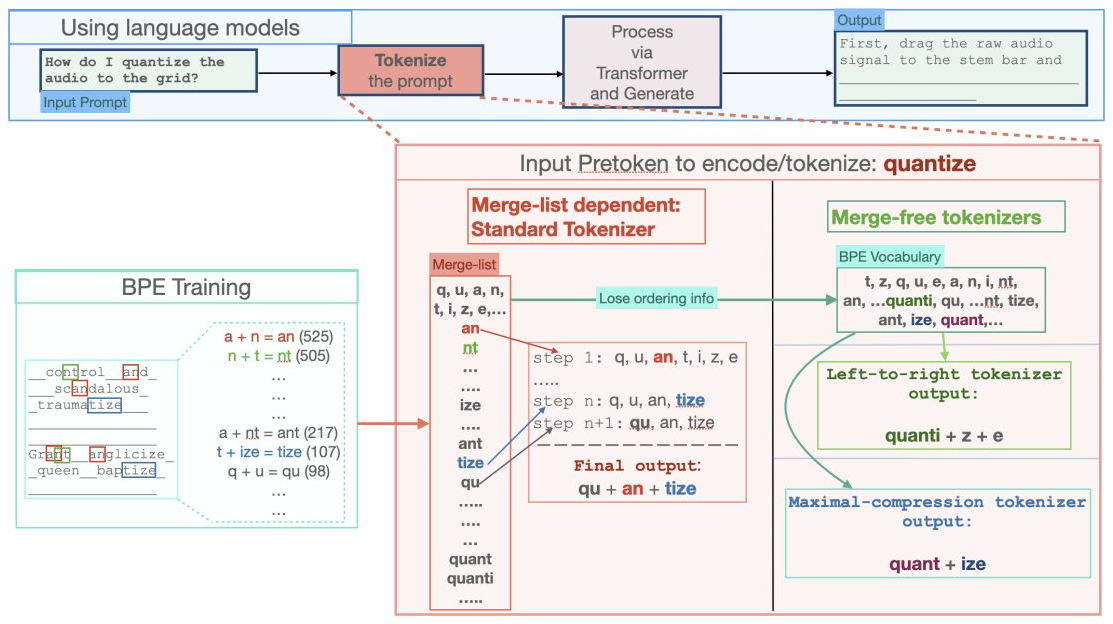 Using language models
How do I quantize the
audio to the grid?
Input Prompt
Tokenize
the prompt
Process
via
Transformer
and Generate
Output
First, drag the raw audio
signal to the stem bar and
BPE Training
__control__and_
___scandalous_
_traumatize___
Grant__anglicize_
_queen__baptize_
a + n = an (525)
n + t = nt (505)
...
...
...
a + nt = ant (217)
t + ize = tize (107)
q + u = qu (98)
...
...
Input Pretoken to encode/tokenize: quantize
Merge-list dependent:
Standard Tokenizer
Merge-list
q, u, a, n,
t, i, z, e,...
an
nt
...
....
ize
....
ant
tize
qu
.....
....
...
quant
quanti
.....
Lose ordering info
step 1: q, u, an, t, i, z, e
.....
step n: q, u, an, tize
step n+1: qu, an, tize
Final output:
qu + an + tize
Merge-free tokenizers
BPE Vocabulary
t, z, q, u, e, a, n, i, nt,
an, ...quanti, qu, ...nt, tize,
ant, ize, quant,...
Left-to-right tokenizer
output:
quanti + z + e
Maximal-compression tokenizer
output:
quant + ize